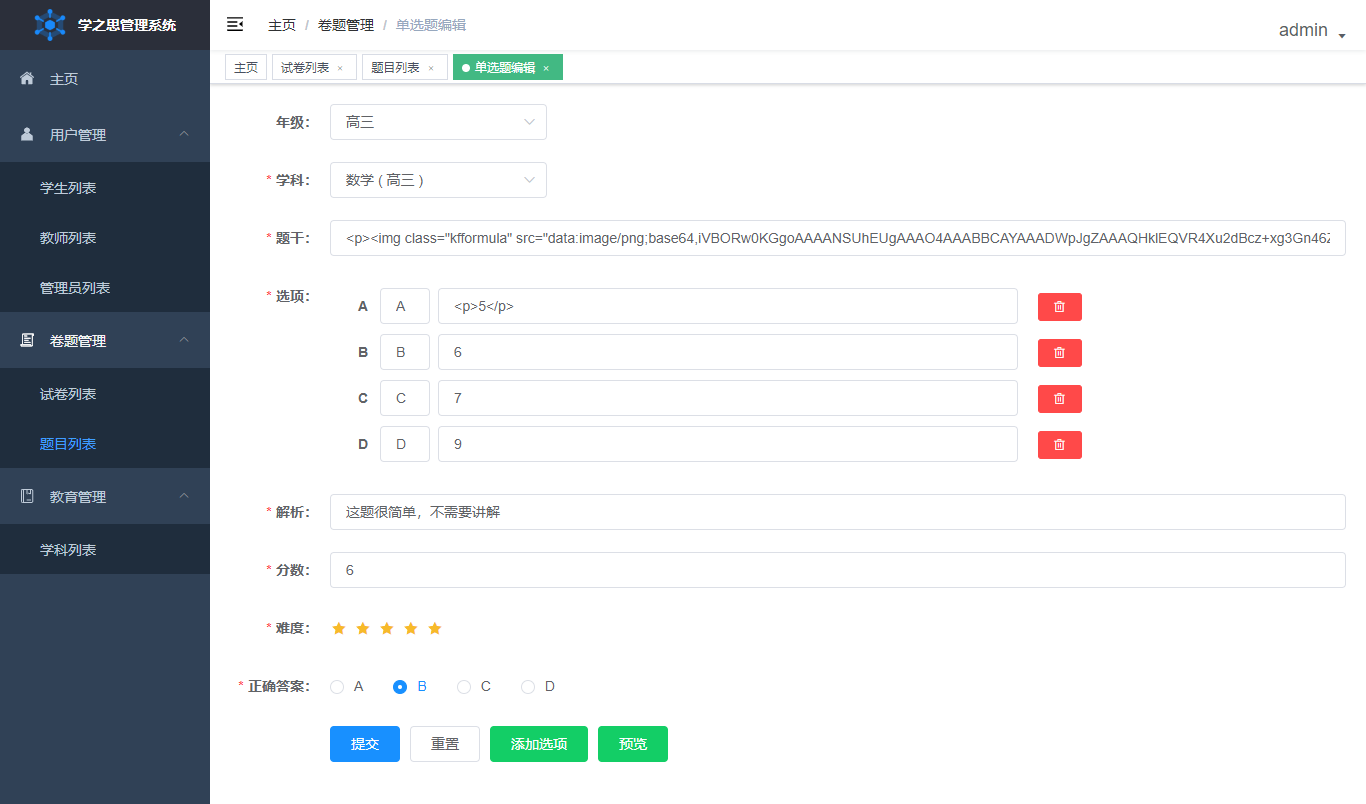 学之思管理系统
主页 / 卷题管理 / 单选题编辑
admin
主页
试卷列表 ×
题目列表 ×
单选题编辑 ×
主页
用户管理
学生列表
教师列表
管理员列表
卷题管理
试卷列表
题目列表
教育管理
学科列表
年级： 高三
* 学科： 数学 ( 高三 )
* 题干： <p><img class="kfformula" src="data:image/png;base64,iVBORw0KGgoAAAANSUhEUgAAAO4AAABBCAYAAADWpJgZAAAQHklEQVR4Xu2dBcz+xg3Gn46Z
* 选项：
A A <p>5</p>
B B 6
C C 7
D D 9
* 解析： 这题很简单，不需要讲解
* 分数： 6
* 难度：
* 正确答案： A B C D
提交 重置 添加选项 预览